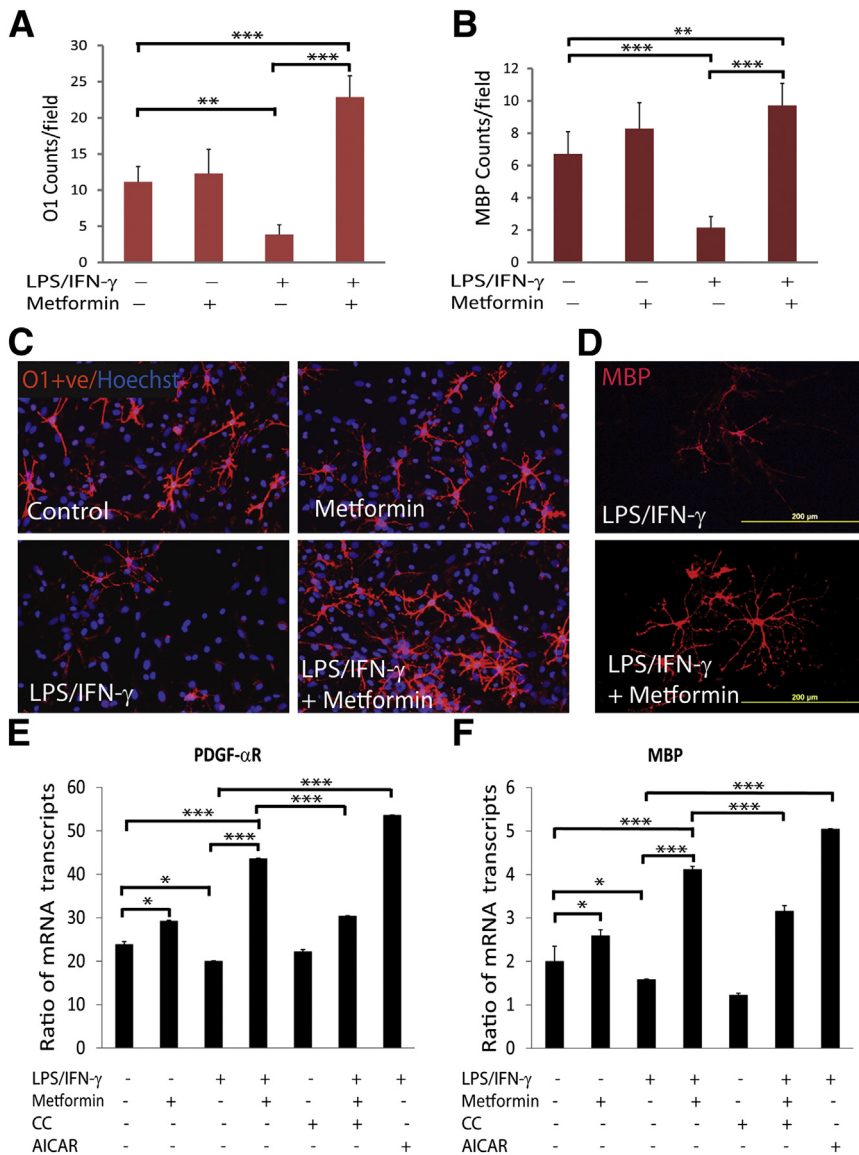 A
***
***
**
30
25
20
15
10
5
0
O1 Counts/field
LPS/IFN-γ – – + +
Metformin – + – +
B
**
***
***
12
10
8
6
4
2
0
MBP Counts/field
LPS/IFN-γ – – + +
Metformin – + – +
C
O1+ve/Hoechst
Control
Metformin
LPS/IFN-γ
LPS/IFN-γ
+ Metformin
D
MBP
LPS/IFN-γ
200 µm
LPS/IFN-γ
+ Metformin
200 µm
E
PDGF-αR
60
50
40
30
20
10
0
Ratio of mRNA transcripts
***
***
***
***
*
*
LPS/IFN-γ - - + + - + +
Metformin - + - + - + -
CC - - - - + + -
AICAR - - - - - - +
F
MBP
6
5
4
3
2
1
0
Ratio of mRNA transcripts
***
***
***
***
*
*
LPS/IFN-γ - - + + - + +
Metformin - + - + - + -
CC - - - - + + -
AICAR - - - - - - +